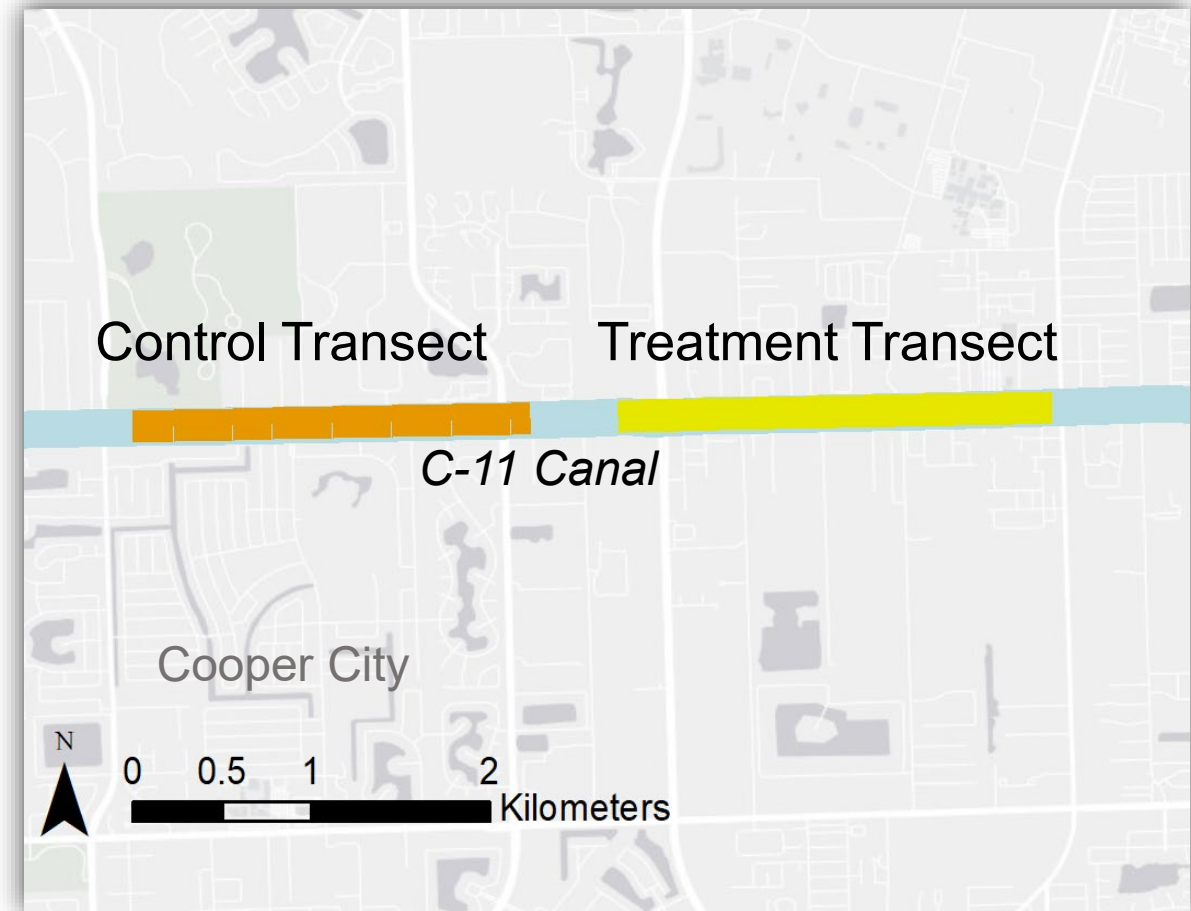 Control Transect
Treatment Transect
C-11 Canal
Cooper City
N
0 0.5 1 2
Kilometers